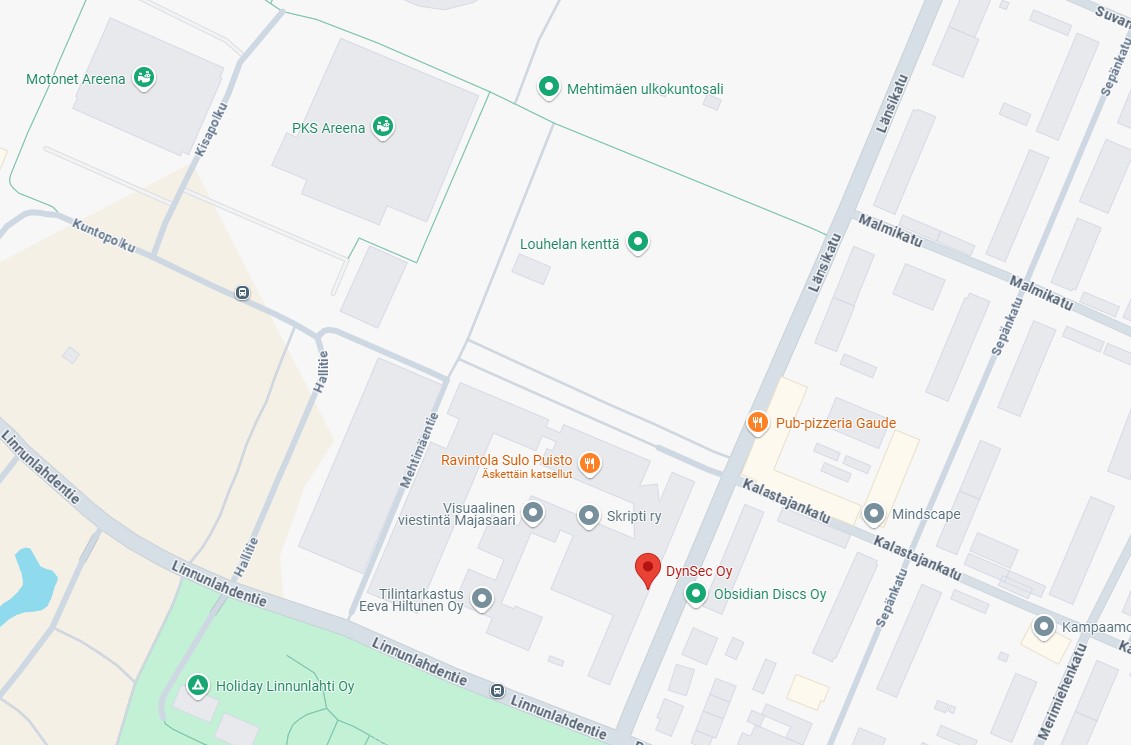 Suvan
Motonet Areena
Mehtimäen ulkokuntosali
Sepänkatu
Länsikatu
Kisapolku
PKS Areena
Kuntopolku
Louhelan kenttä
Malmikatu
Länsikatu
Malmikatu
Sepänkatu
Hallitie
Pub-pizzeria Gaude
Mehtimäentie
Ravintola Sulo Puisto
Äskettäin katsellut
Linnunlahdentie
Kalastajankatu
Visuaalinen
viestintä Majasaari
Skripti ry
Mindscape
Kalastajankatu
Hallitie
DynSec Oy
Linnunlahdentie
Tilintarkastus
Eeva Hiltunen Oy
Obsidian Discs Oy
Sepänkatu
Kampaamo
Ka
Linnunlahdentie
Merimiehenkatu
Holiday Linnunlahti Oy
Linnunlahdentie